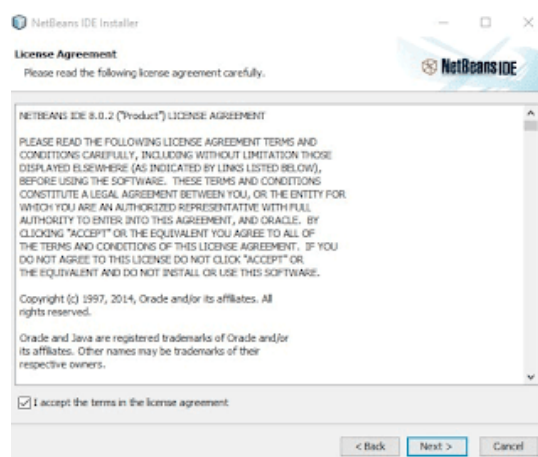 NetBeans IDE Installer
License Agreement
Please read the following license agreement carefully.
NetBeans IDE
NETBEANS IDE 8.0.2 ("Product") LICENSE AGREEMENT
PLEASE READ THE FOLLOWING LICENSE AGREEMENT TERMS AND
CONDITIONS CAREFULLY, INCLUDING WITHOUT LIMITATION THOSE
DISPLAYED ELSEWHERE (AS INDICATED BY LINKS LISTED BELOW),
BEFORE USING THE SOFTWARE. THESE TERMS AND CONDITIONS
CONSTITUTE A LEGAL AGREEMENT BETWEEN YOU, OR THE ENTITY FOR
WHICH YOU ARE AN AUTHORIZED REPRESENTATIVE WITH FULL
AUTHORITY TO ENTER INTO THIS AGREEMENT, AND ORACLE. BY
CLICKING "ACCEPT" OR THE EQUIVALENT YOU AGREE TO ALL OF
THE TERMS AND CONDITIONS OF THIS LICENSE AGREEMENT. IF YOU
DO NOT AGREE TO THIS LICENSE DO NOT CLICK "ACCEPT" OR
THE EQUIVALENT AND DO NOT INSTALL OR USE THIS SOFTWARE.
Copyright (c) 1997, 2014, Oracle and/or its affiliates. All
rights reserved.
Oracle and Java are registered trademarks of Oracle and/or
its affiliates. Other names may be trademarks of their
respective owners.
I accept the terms in the license agreement
< Back Next > Cancel